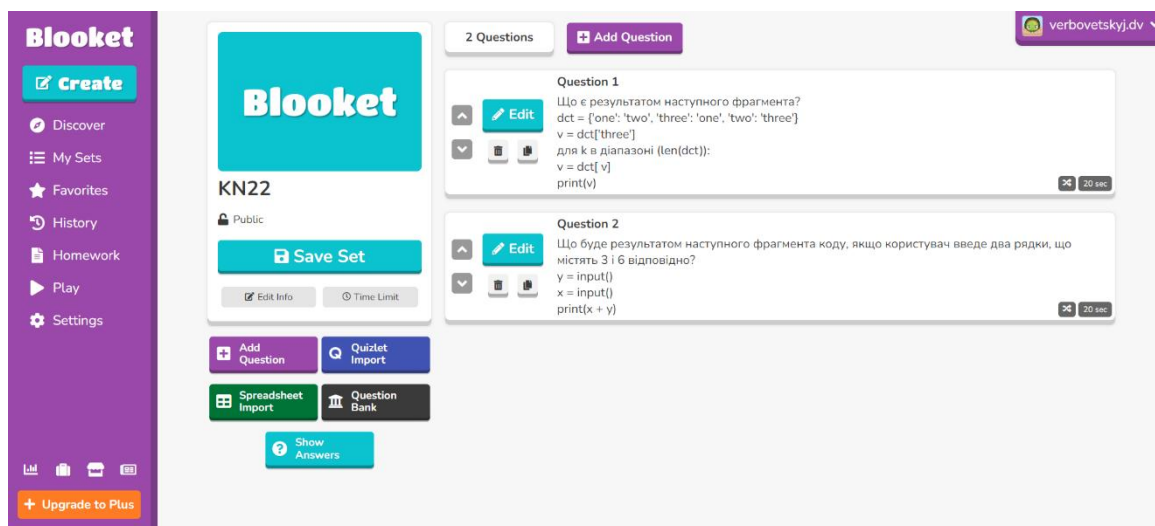 Blooket
Create
Discover
My Sets
Favorites
History
Homework
Play
Settings
Upgrade to Plus
Blooket
KN22
Public
Save Set
Edit Info
Time Limit
Add
Question
Quizlet
Import
Spreadsheet
Import
Question
Bank
Show
Answers
2 Questions
Add Question
verbovetskyj.dv
Question 1
Що є результатом наступного фрагмента?
dct = {'one': 'two', 'three': 'one', 'two': 'three'}
v = dct['three']
для k в діапазоні (len(dct)):
v = dct[ v]
print(v)
Edit
20 sec
Question 2
Що буде результатом наступного фрагмента коду, якщо користувач введе два рядки, що
містять 3 і 6 відповідно?
y = input()
x = input()
print(x + y)
Edit
20 sec